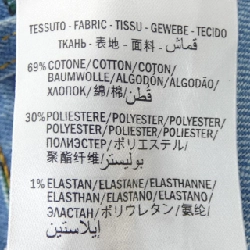 TESSUTO - FABRIC - TISSU - GEWEBE - TECIDO
ТКАНЬ - 表地 - 面料 - قماش
69% COTONE/COTTON/COTON/
BAUMWOLLE/ALGODÓN/ALGODÃO/
ХЛОПОК/綿/棉/قطن
30% POLIESTERE/POLYESTER/POLYESTER/
POLYESTER/POLIÉSTER/POLIÉSTER/
ПОЛИЭСТЕР/ポリエステル/
聚酯纤维/بوليستر
1% ELASTAN/ELASTANE/ELASTHANNE/
ELASTHAN/ELASTANO/ELASTANO/
ЭЛАСТАН/ポリウレタン/氨纶/
إيلاستين